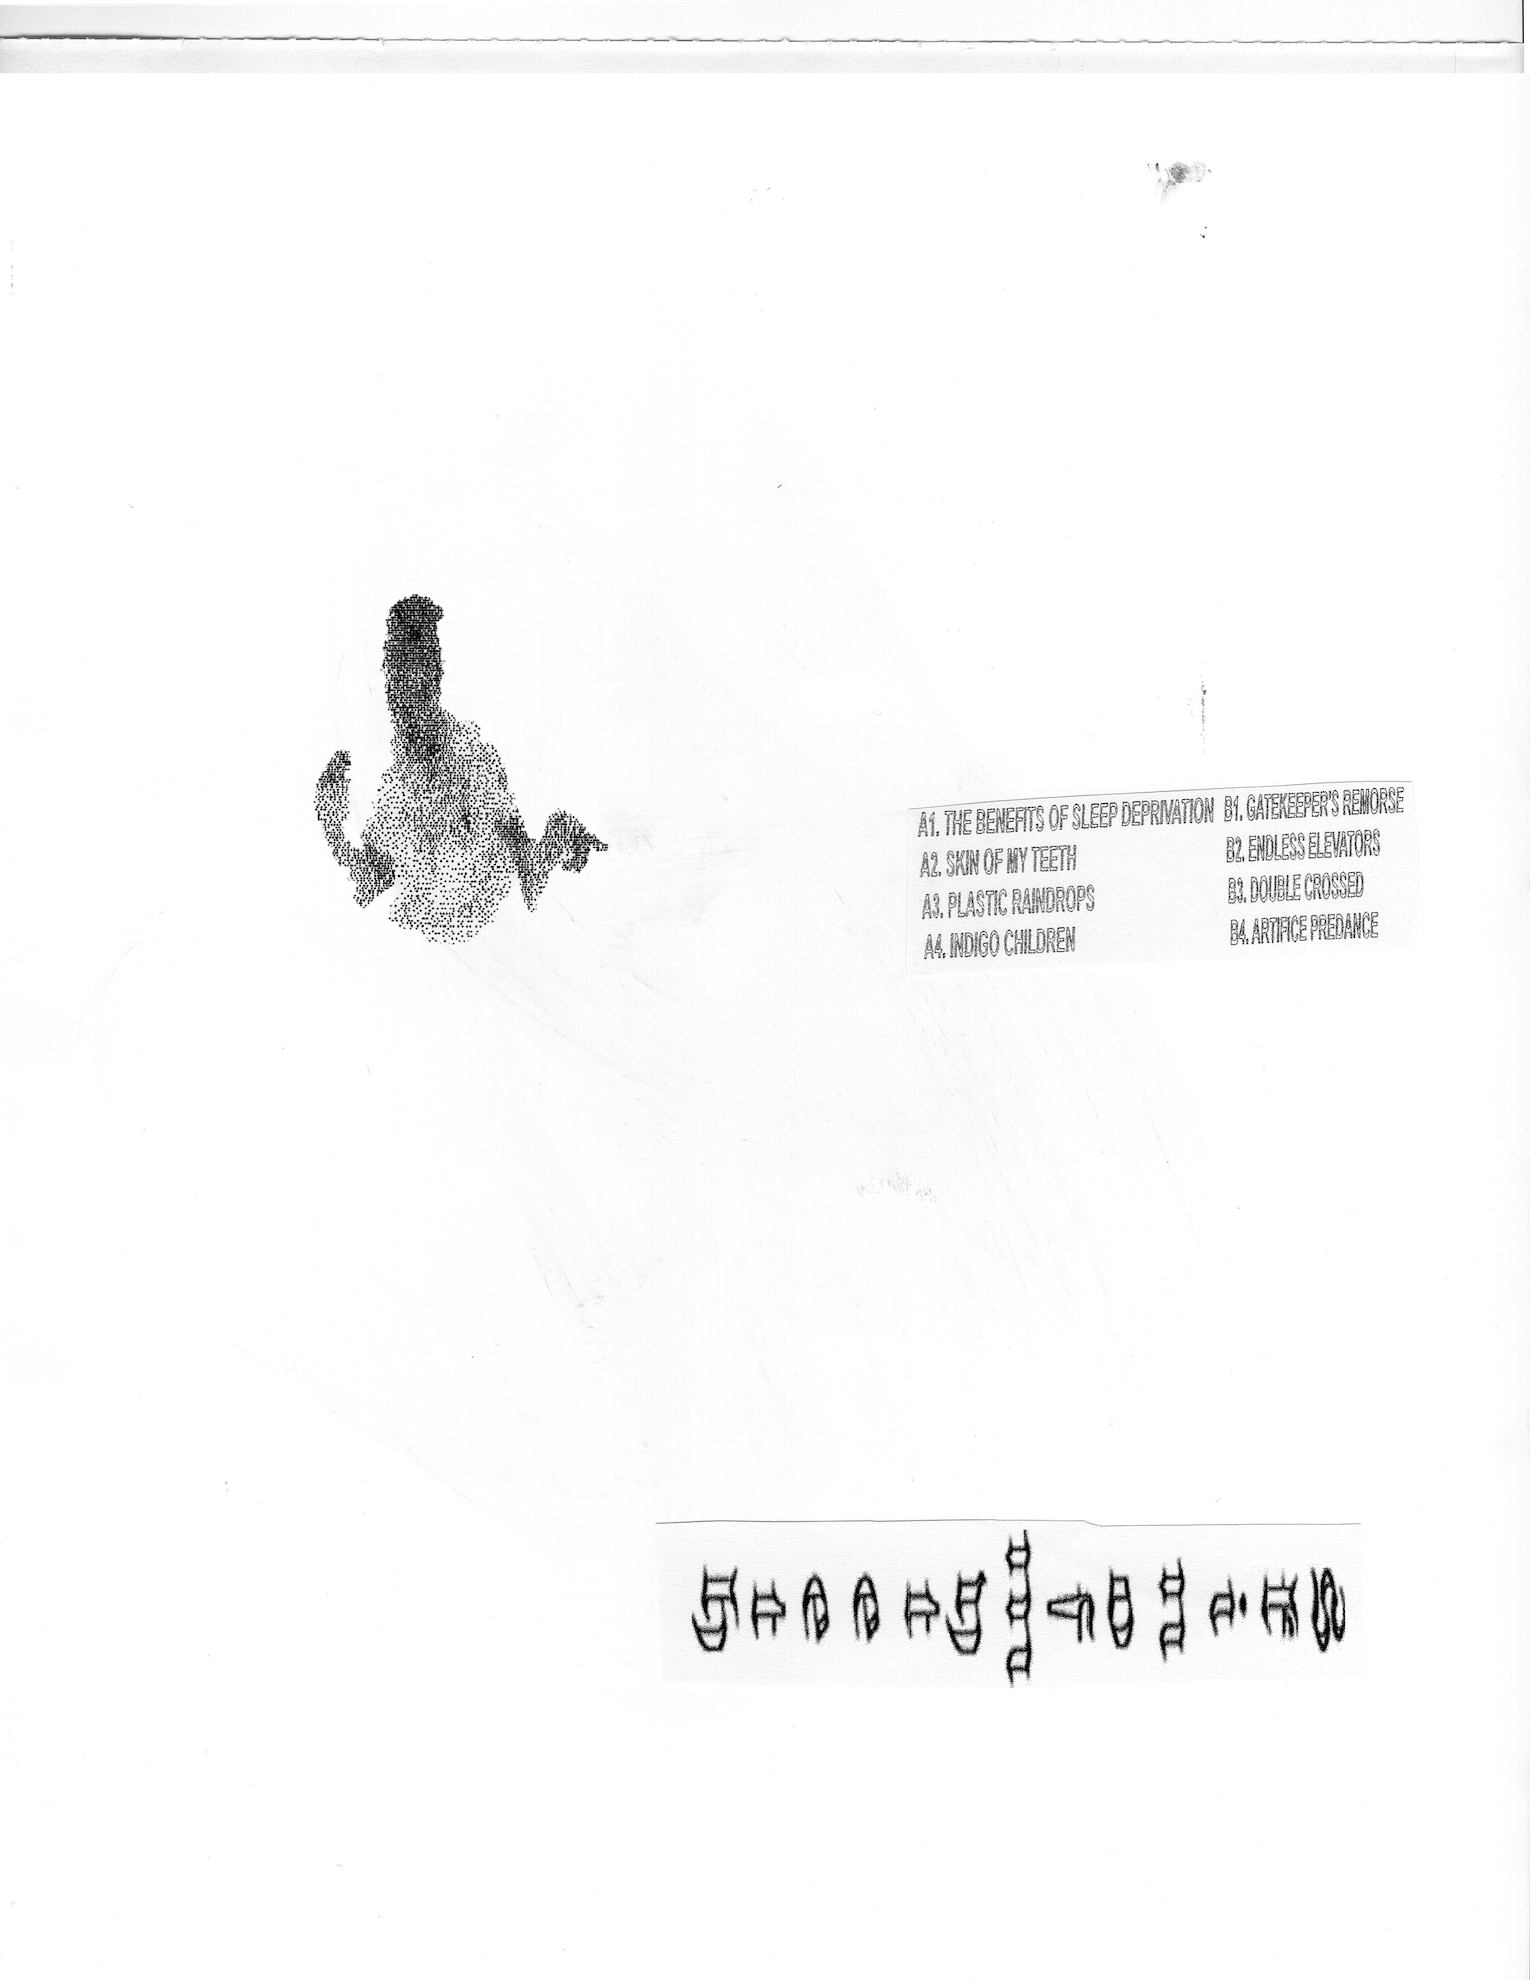 A1. THE BENEFITS OF SLEEP DEPRIVATION
A2. SKIN OF MY TEETH
A3. PLASTIC RAINDROPS
A4. INDIGO CHILDREN
B1. GATEKEEPER'S REMORSE
B2. ENDLESS ELEVATORS
B3. DOUBLE CROSSED
B4. ARTIFICE PREDANCE